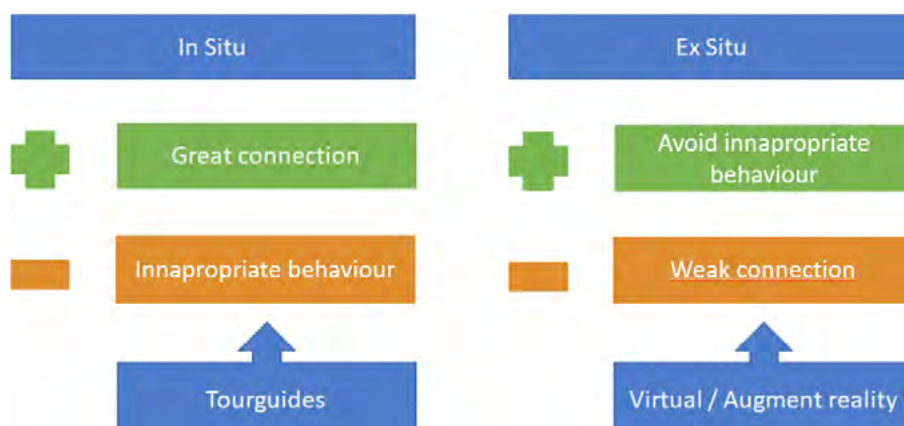 In Situ
Ex Situ
Great connection
Avoid innapropriate
behaviour
Innapropriate behaviour
Weak connection
Tourguides
Virtual / Augment reality